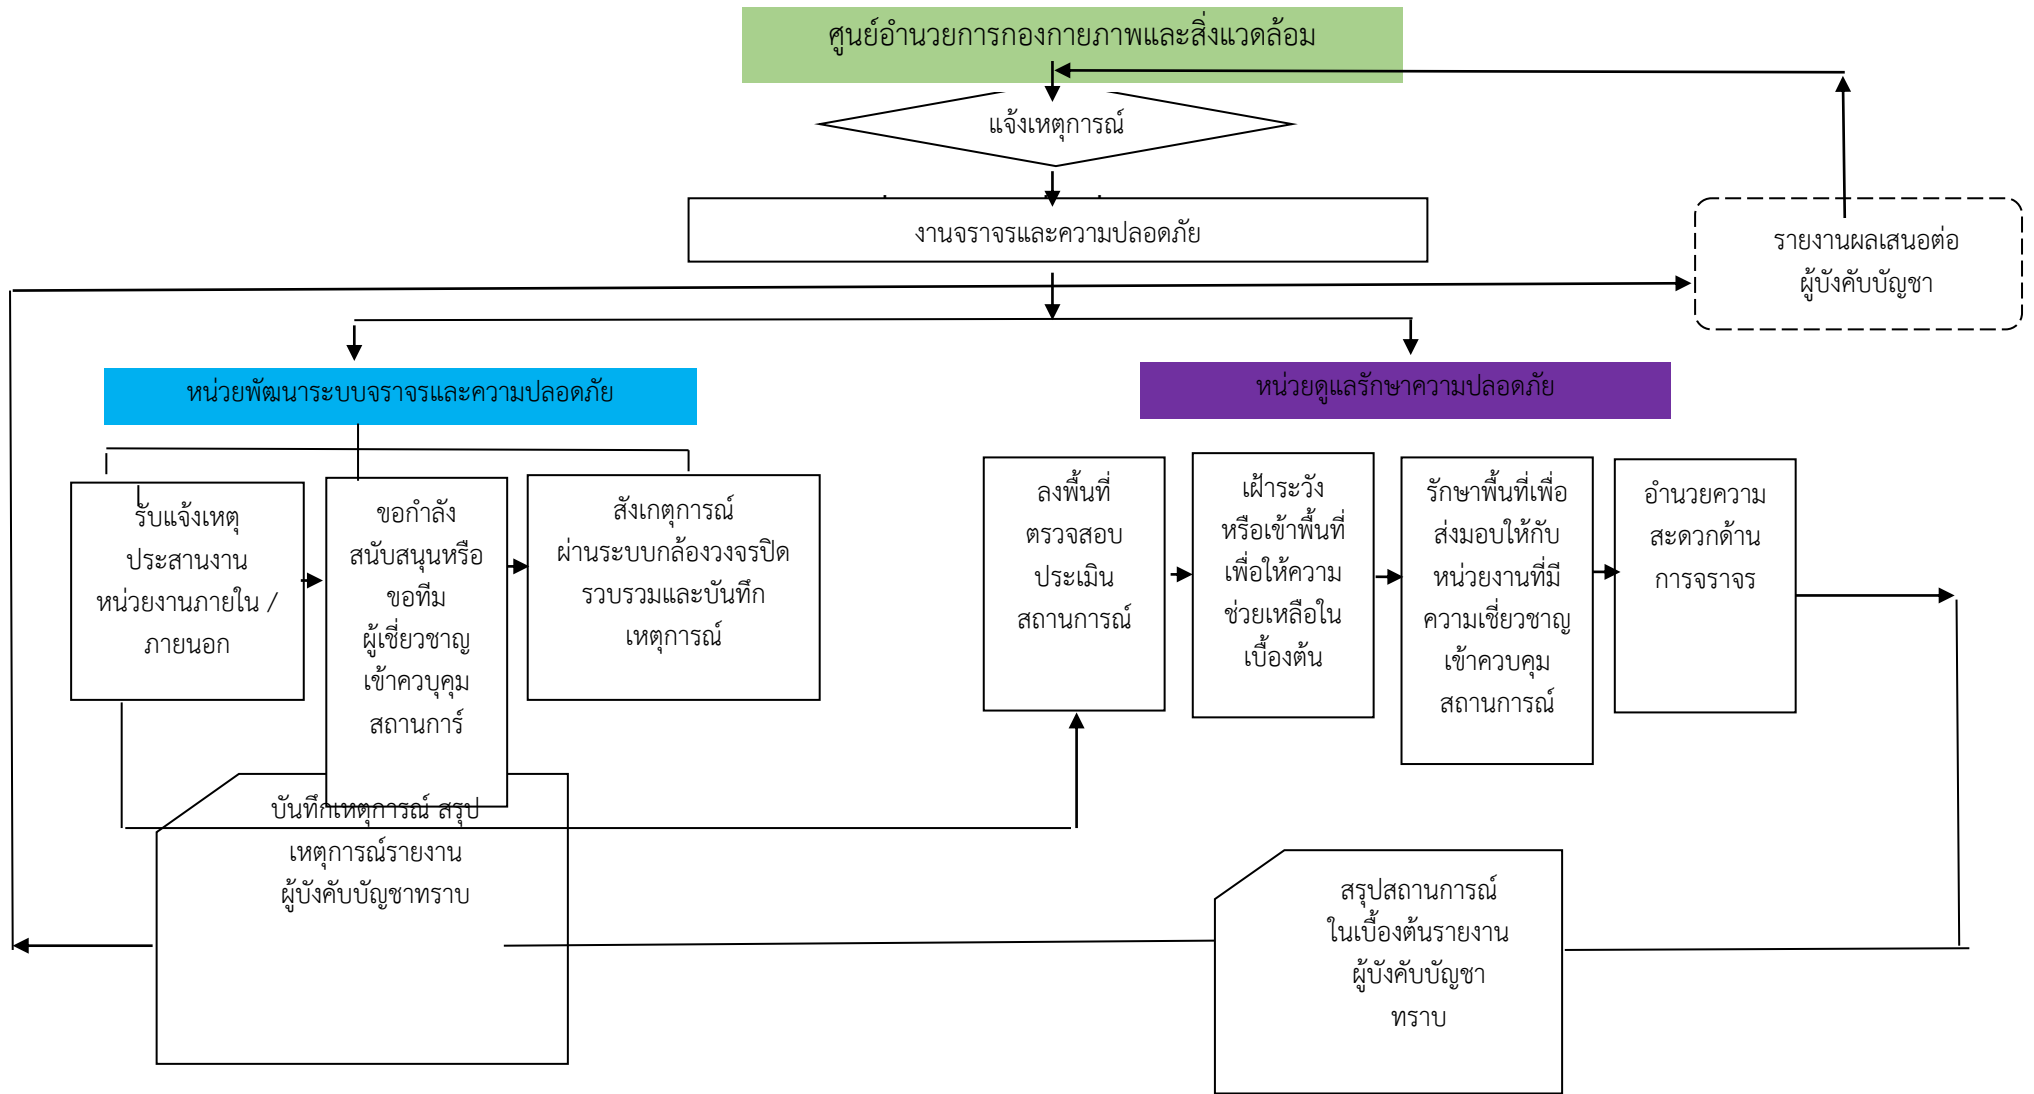 ศูนย์อำนวยการกองกายภาพและสิ่งแวดล้อม
แจ้งเหตุการณ์
งานจราจรและความปลอดภัย
รายงานผลเสนอต่อ
ผู้บังคับบัญชา
หน่วยพัฒนาระบบจราจรและความปลอดภัย
หน่วยดูแลรักษาความปลอดภัย
รับแจ้งเหตุ
ประสานงาน
หน่วยงานภายใน /
ภายนอก
ขอกำลัง
สนับสนุนหรือ
ขอทีม
ผู้เชี่ยวชาญ
เข้าควบุคุม
สถานการ์
สังเกตุการณ์
ผ่านระบบกล้องวงจรปิด
รวบรวมและบันทึก
เหตุการณ์
ลงพื้นที่
ตรวจสอบ
ประเมิน
สถานการณ์
เฝ้าระวัง
หรือเข้าพื้นที่
เพื่อให้ความ
ช่วยเหลือใน
เบื้องต้น
รักษาพื้นที่เพื่อ
ส่งมอบให้กับ
หน่วยงานที่มี
ความเชี่ยวชาญ
เข้าควบคุม
สถานการณ์
อำนวยความ
สะดวกด้าน
การจราจร
บันทึกเหตุการณ์ สรุป
เหตุการณ์รายงาน
ผู้บังคับบัญชาทราบ
สรุปสถานการณ์
ในเบื้องต้นรายงาน
ผู้บังคับบัญชา
ทราบ